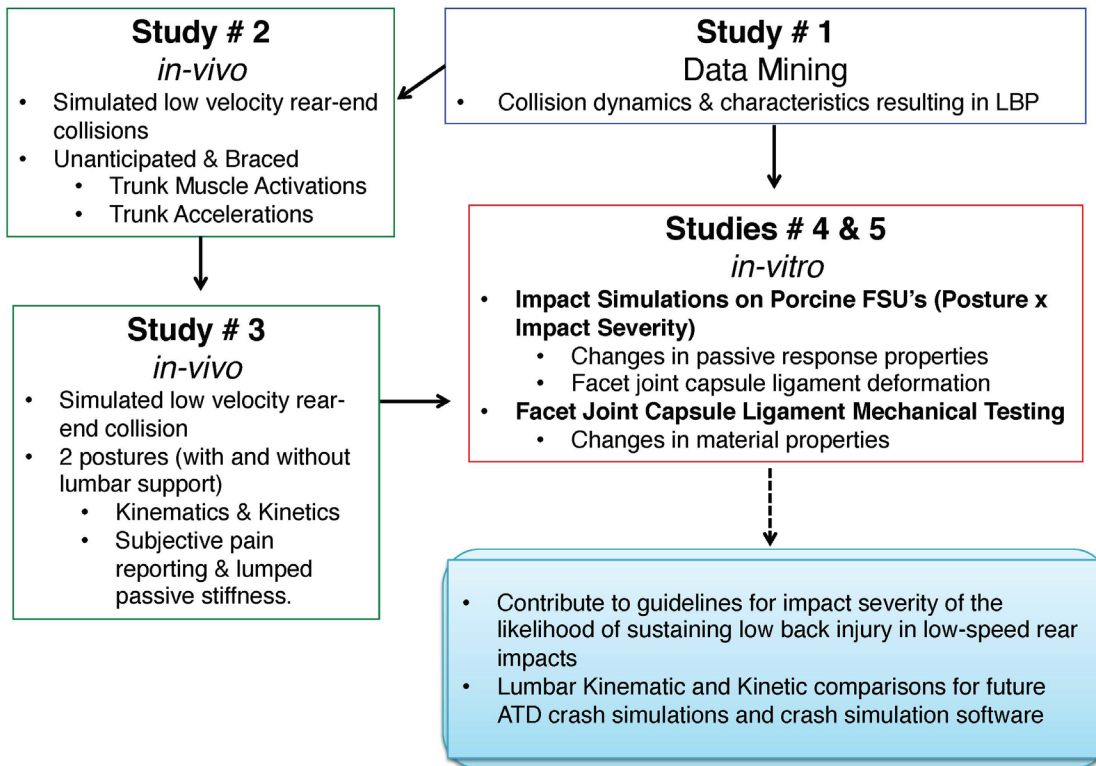 Study # 2
in-vivo
• Simulated low velocity rear-end
collisions
• Unanticipated & Braced
• Trunk Muscle Activations
• Trunk Accelerations
Study # 1
Data Mining
• Collision dynamics & characteristics resulting in LBP
Study # 3
in-vivo
• Simulated low velocity rear-
end collision
• 2 postures (with and without
lumbar support)
• Kinematics & Kinetics
• Subjective pain
reporting & lumped
passive stiffness.
Studies # 4 & 5
in-vitro
• Impact Simulations on Porcine FSU's (Posture x
Impact Severity)
• Changes in passive response properties
• Facet joint capsule ligament deformation
• Facet Joint Capsule Ligament Mechanical Testing
• Changes in material properties
• Contribute to guidelines for impact severity of the
likelihood of sustaining low back injury in low-speed rear
impacts
• Lumbar Kinematic and Kinetic comparisons for future
ATD crash simulations and crash simulation software